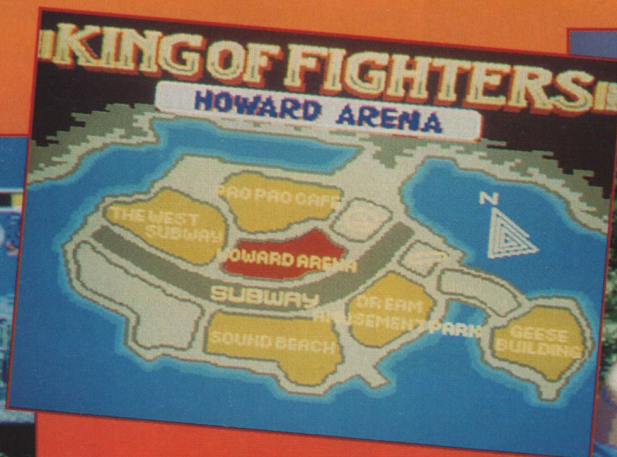 KING OF FIGHTERS
HOWARD ARENA
N
PAO PAO CAFE
THE WEST
SUBWAY
HOWARD ARENA
SUBWAY
DREAM
AMUSEMENT PARK
SOUND BEACH
GEESE
BUILDING